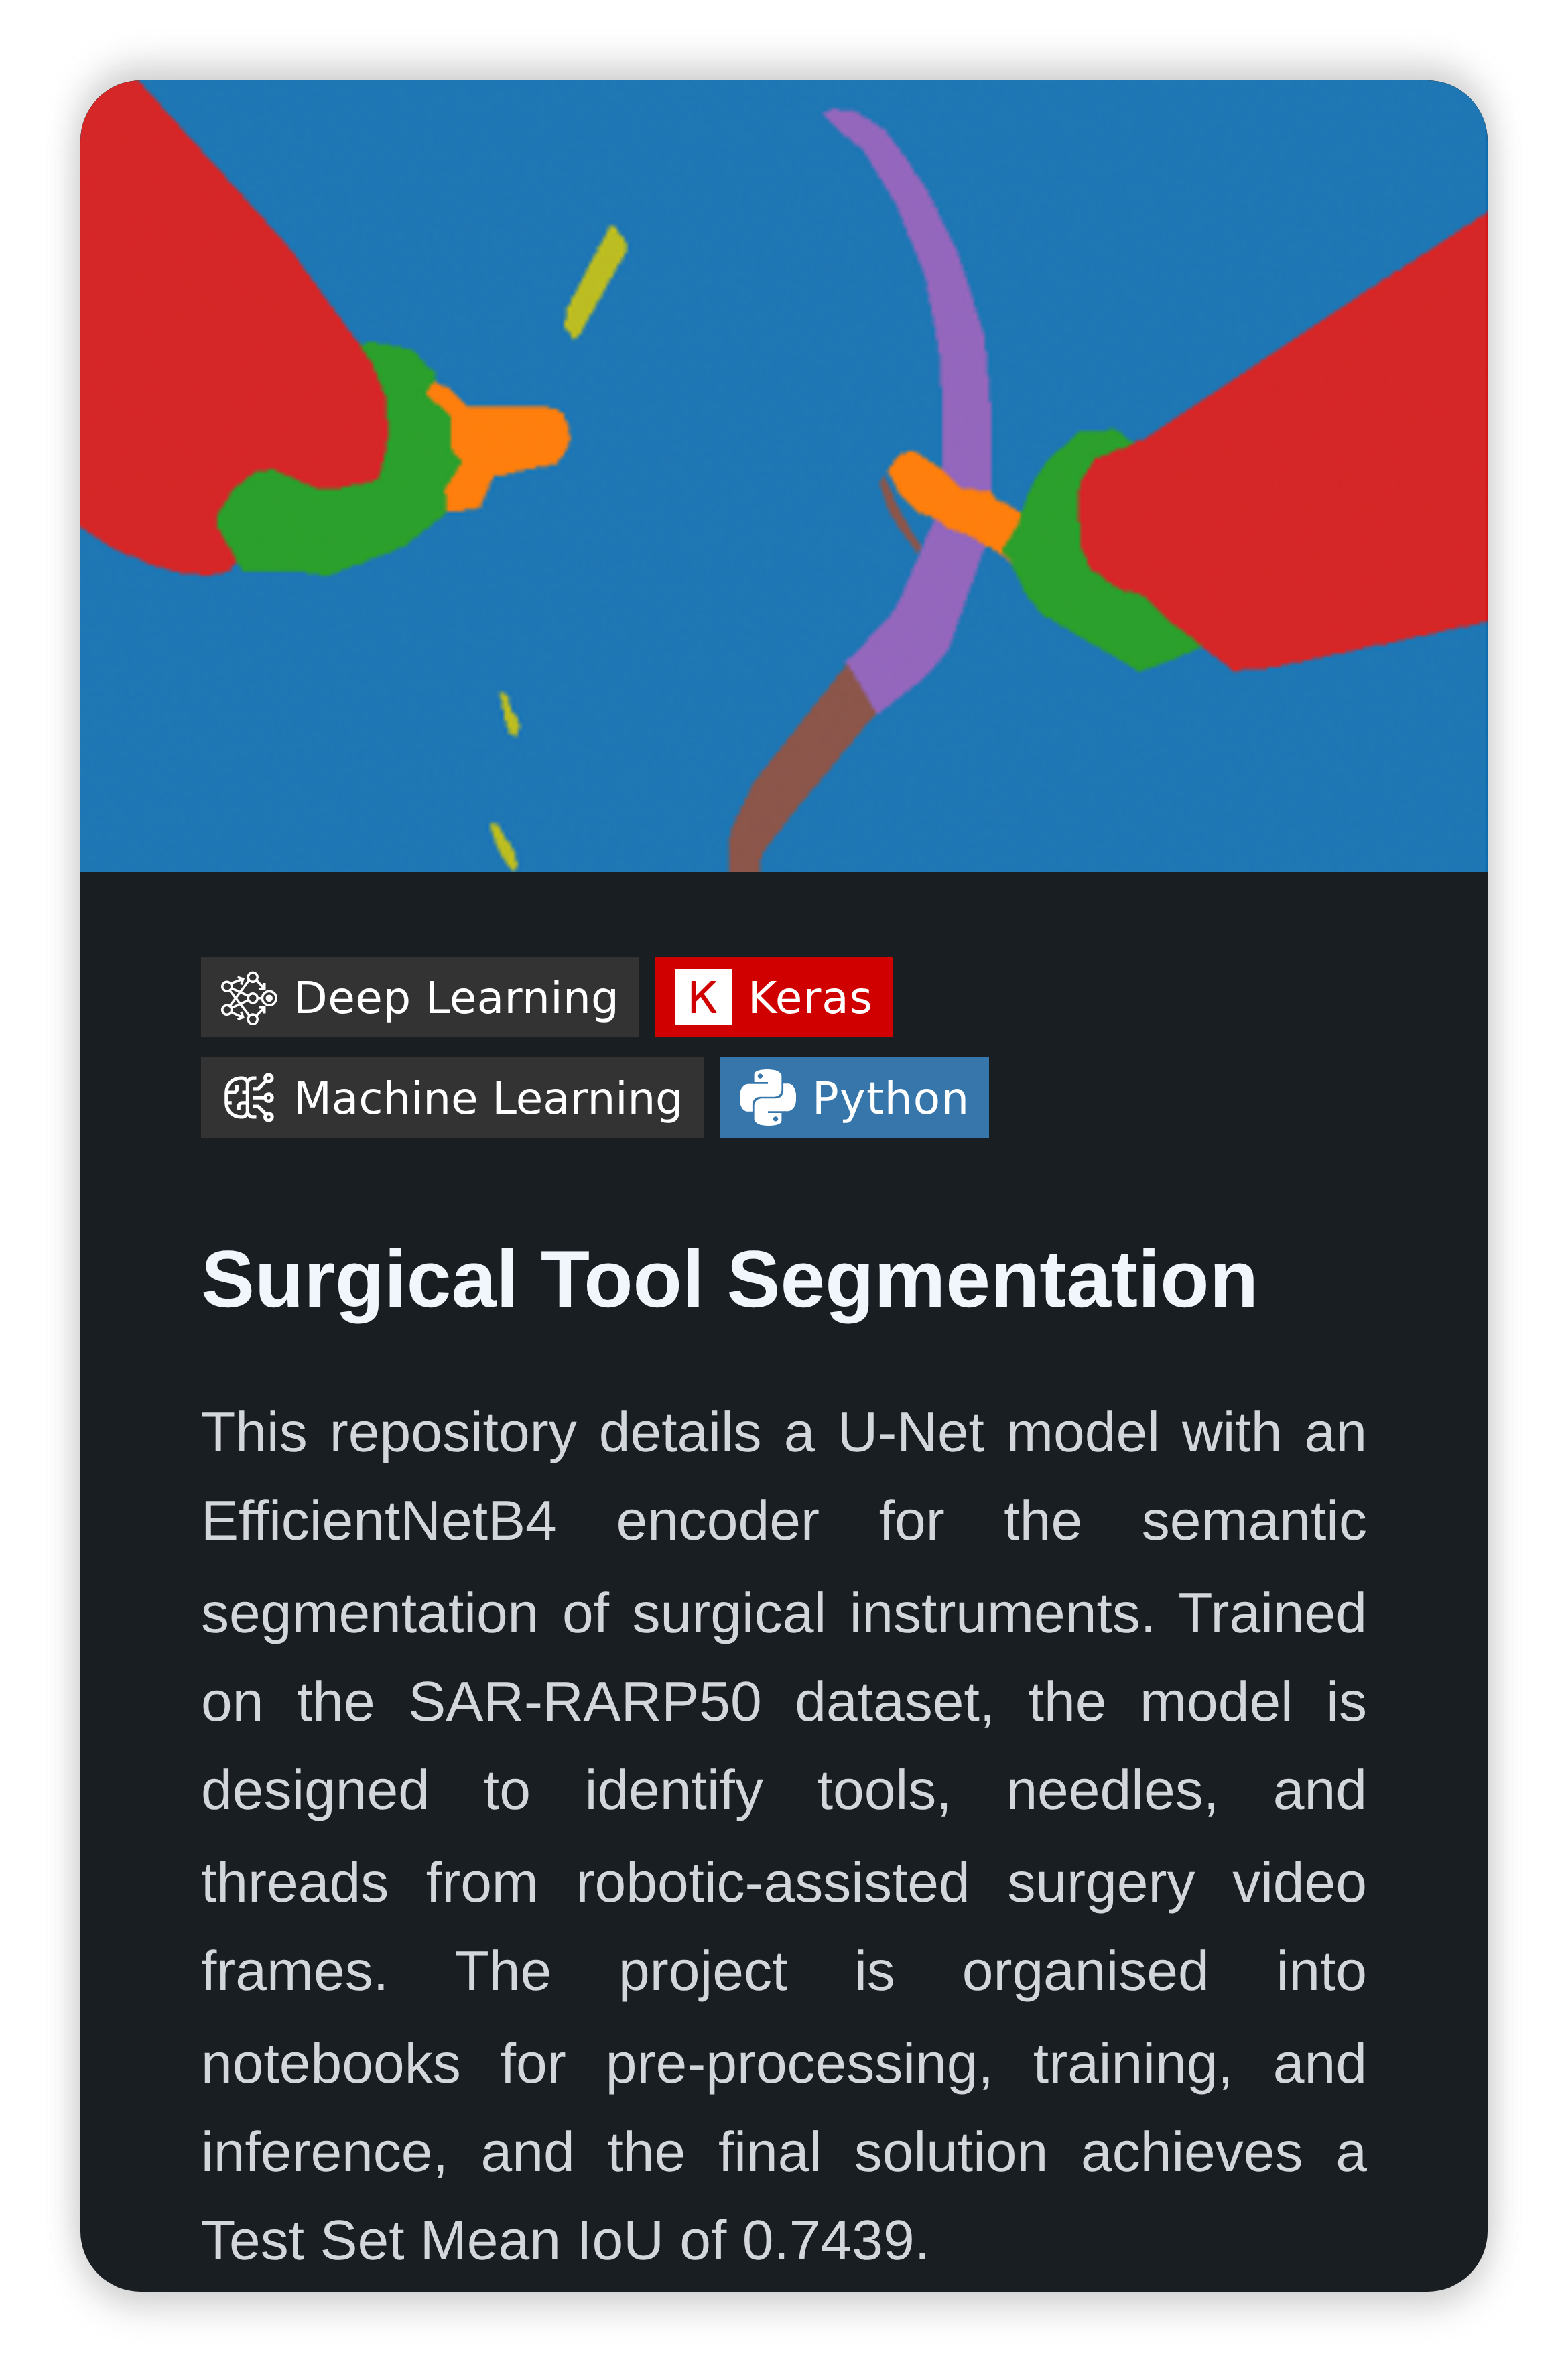 Deep Learning
K Keras
Machine Learning
Python
Surgical Tool Segmentation
This repository details a U-Net model with an
EfficientNetB4 encoder for the semantic
segmentation of surgical instruments. Trained
on the SAR-RARP50 dataset, the model is
designed to identify tools, needles, and
threads from robotic-assisted surgery video
frames. The project is organised into
notebooks for pre-processing, training, and
inference, and the final solution achieves a
Test Set Mean IoU of 0.7439.